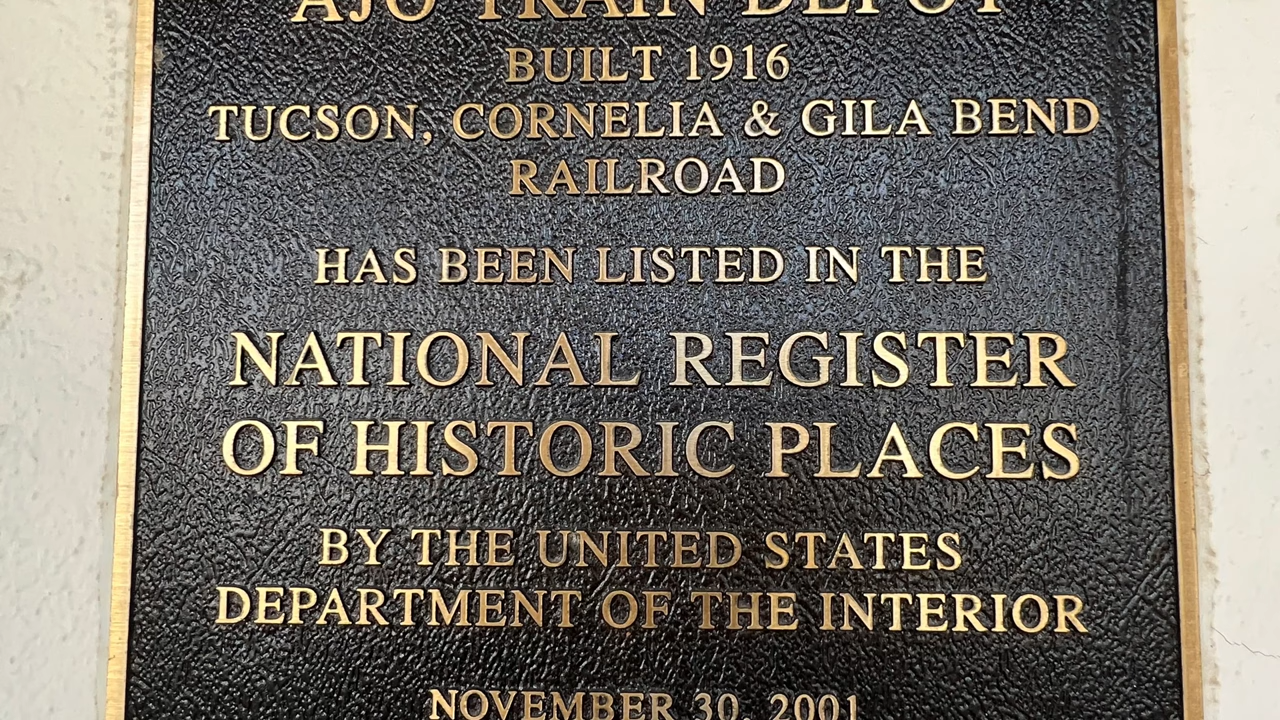 AJO TRAIN DEPOT
BUILT 1916
TUCSON, CORNELIA & GILA BEND
RAILROAD
HAS BEEN LISTED IN THE
NATIONAL REGISTER
OF HISTORIC PLACES
BY THE UNITED STATES
DEPARTMENT OF THE INTERIOR
NOVEMBER 30, 2001